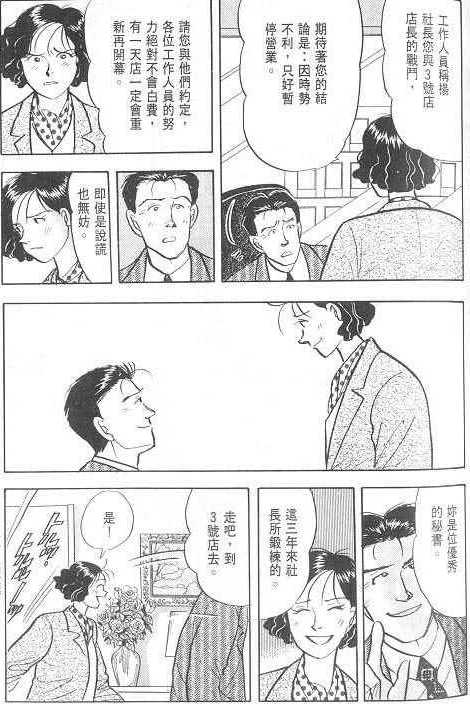 工作人員稱揚
社長您與3號店
店長的戰鬥，
期待著您的結
論是：因時勢
不利，只好暫
停營業。
請您與他們約定，
各位工作人員的努
力絕對不會白費，
有一天店一定會重
新再開幕。
即使是說謊
也無妨。
妳是位優秀
的秘書。
這三年來社
長所鍛練的。
走吧，到
3號店去。
是！